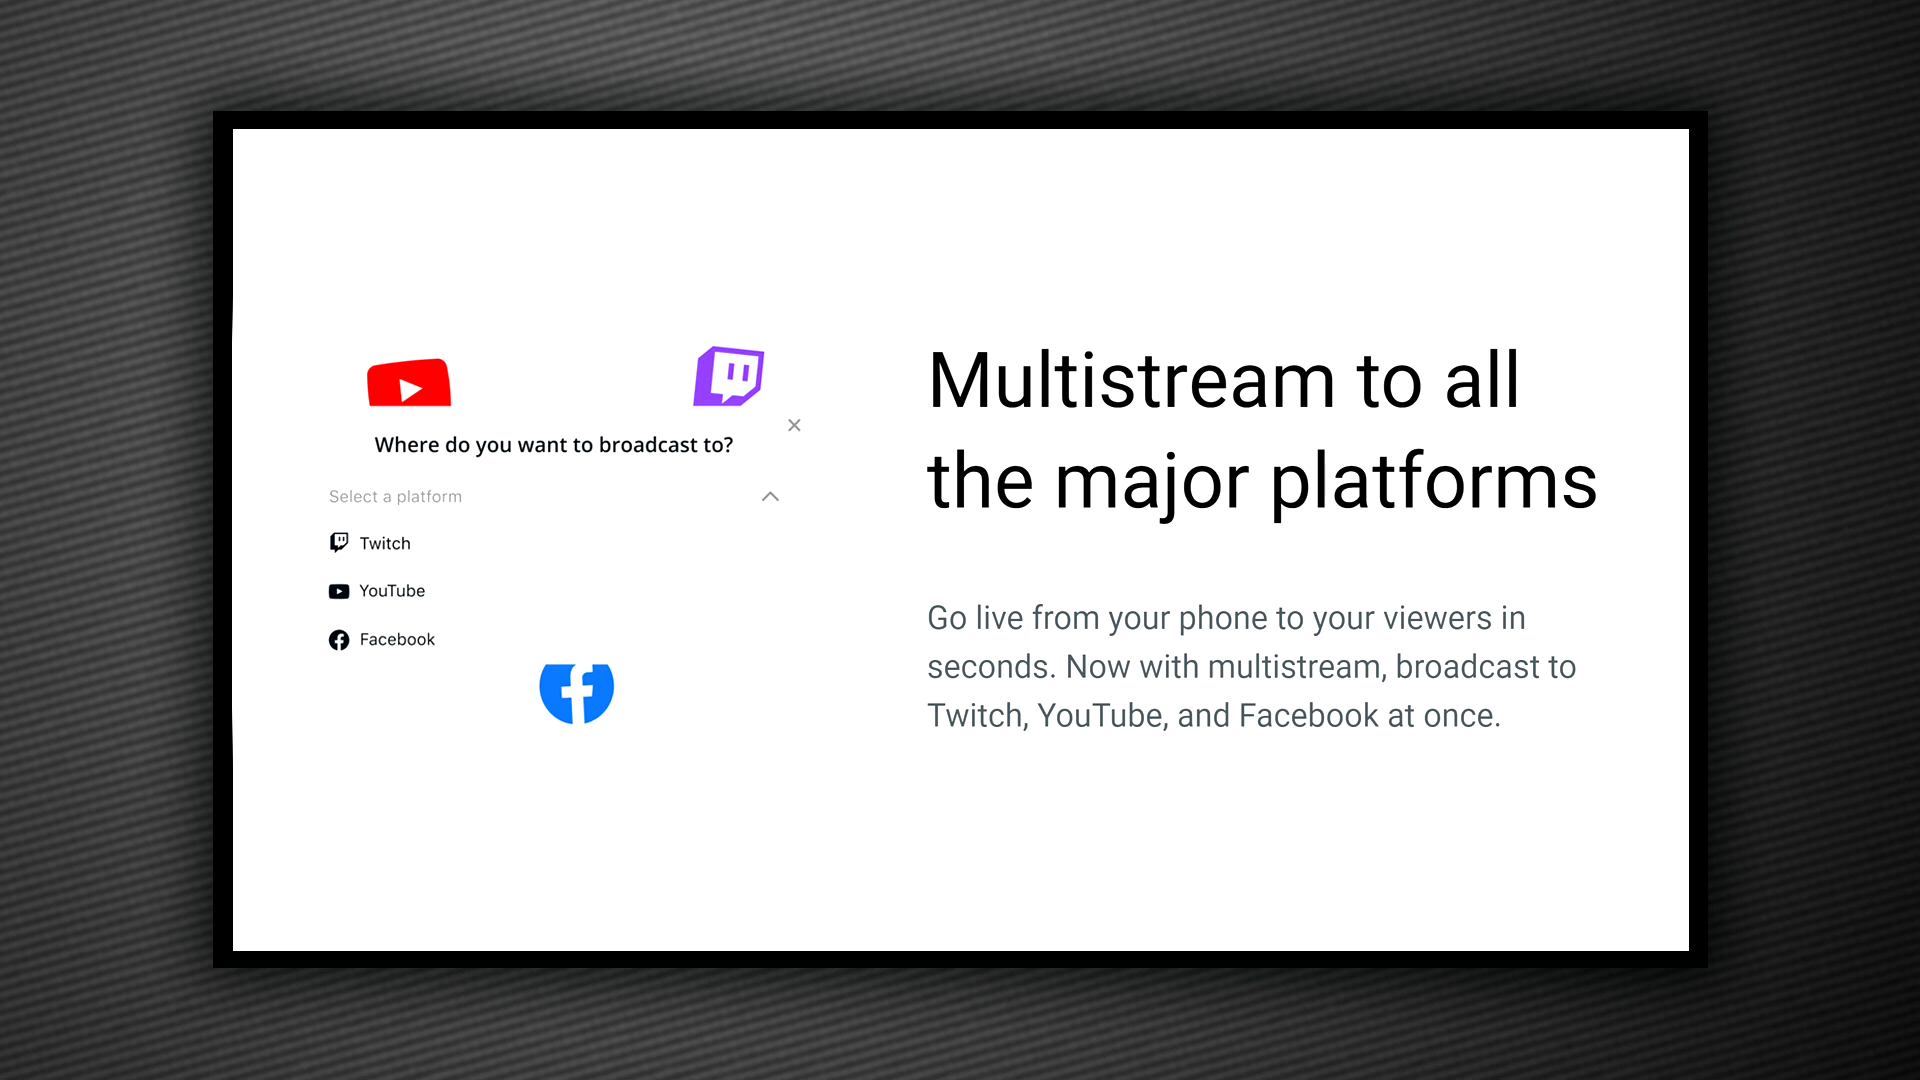 Where do you want to broadcast to?
Select a platform
Twitch
YouTube
Facebook
Multistream to all
the major platforms
Go live from your phone to your viewers in
seconds. Now with multistream, broadcast to
Twitch, YouTube, and Facebook at once.